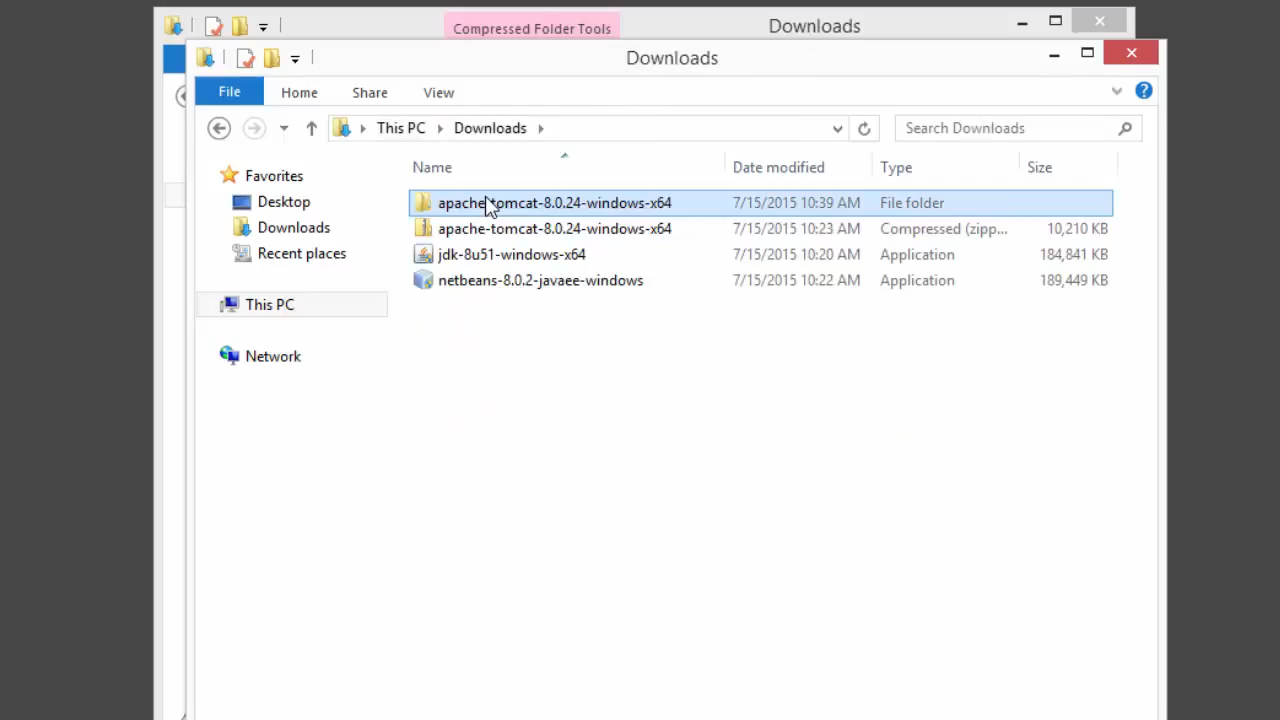 Compressed Folder Tools
Downloads
Downloads
File Home Share View
This PC Downloads
Search Downloads
Name Date modified Type Size
Favorites
Desktop
Downloads
Recent places
This PC
Network
apache-tomcat-8.0.24-windows-x64 7/15/2015 10:39 AM File folder
apache-tomcat-8.0.24-windows-x64 7/15/2015 10:23 AM Compressed (zipp... 10,210 KB
jdk-8u51-windows-x64 7/15/2015 10:20 AM Application 184,841 KB
netbeans-8.0.2-javaee-windows 7/15/2015 10:22 AM Application 189,449 KB